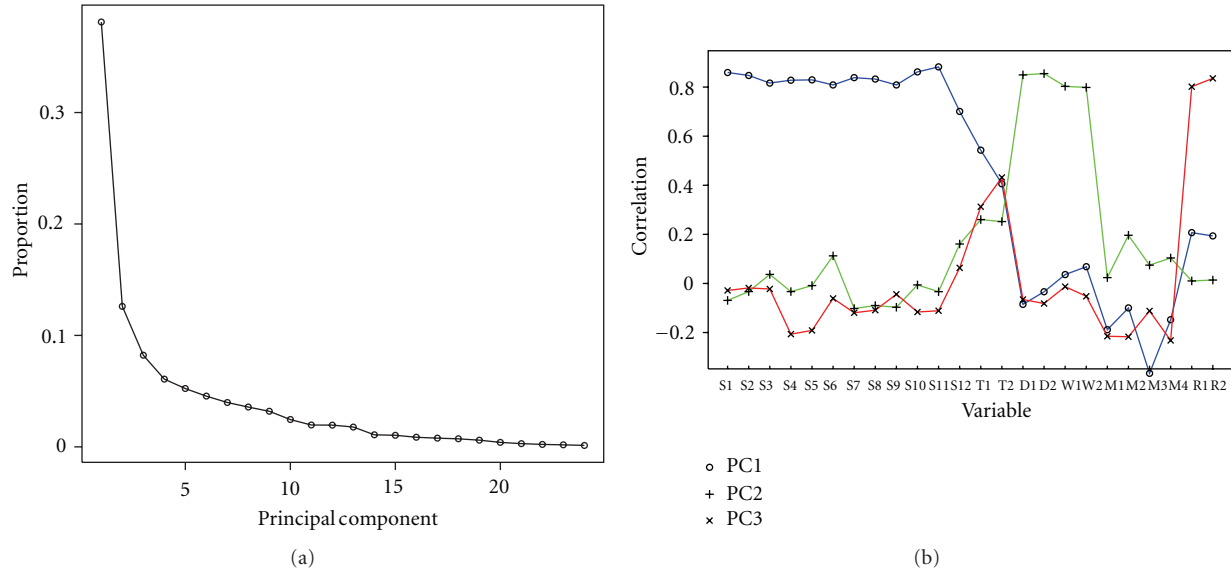 0.3
0.2
0.1
0
Proportion
5
10
15
20
Principal component
(a)
0.8
0.6
0.4
0.2
0
−0.2
Correlation
S1 S2 S3 S4 S5 S6 S7 S8 S9 S10 S11 S12 T1 T2 D1 D2 W1 W2 M1 M2 M3 M4 R1 R2
Variable
PC1
PC2
PC3
(b)